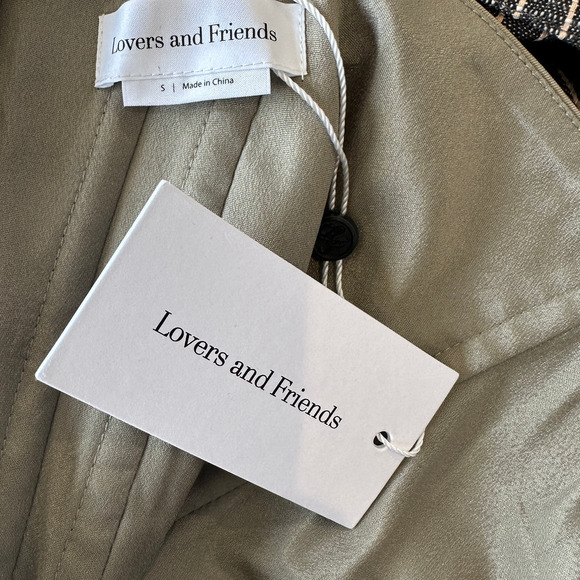 Lovers and Friends
S | Made in China
Lovers and Friends